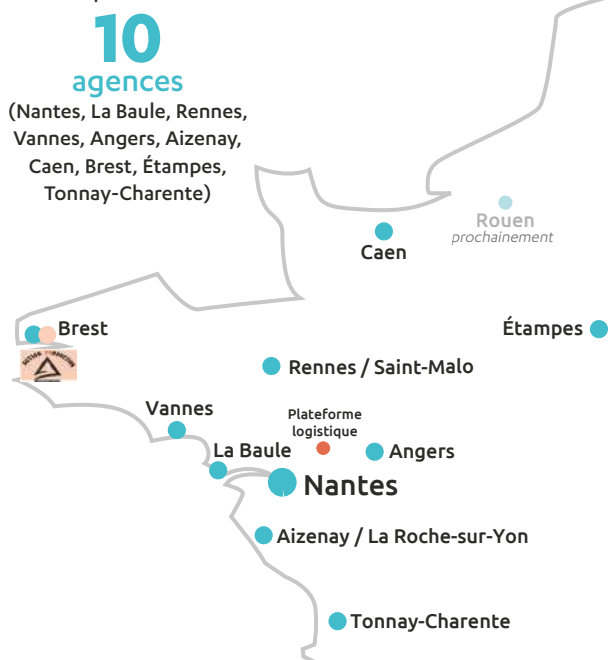 10
agences
(Nantes, La Baule, Rennes,
Vannes, Angers, Aizenay,
Caen, Brest, Étampes,
Tonnay-Charente)
Rouen
prochainement
Caen
Brest
Étampes
Rennes / Saint-Malo
Vannes
Plateforme
logistique
La Baule
Angers
Nantes
Aizenay / La Roche-sur-Yon
Tonnay-Charente